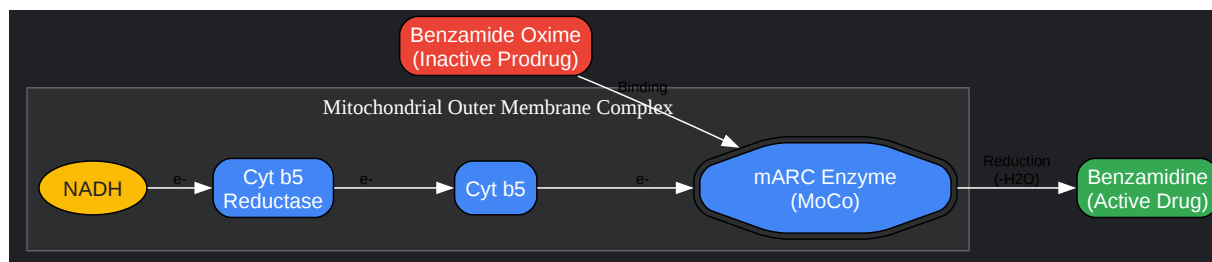 Benzamide Oxime
(Inactive Prodrug)
Binding
Mitochondrial Outer Membrane Complex
NADH
e-
Cyt b5
Reductase
e-
Cyt b5
e-
mARC Enzyme
(MoCo)
Reduction
(-H2O)
Benzamidine
(Active Drug)